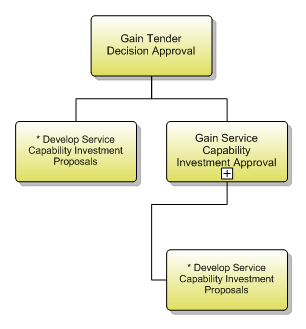 Gain Tender
Decision Approval
* Develop Service
Capability Investment
Proposals
Gain Service
Capability
Investment Approval
* Develop Service
Capability Investment
Proposals